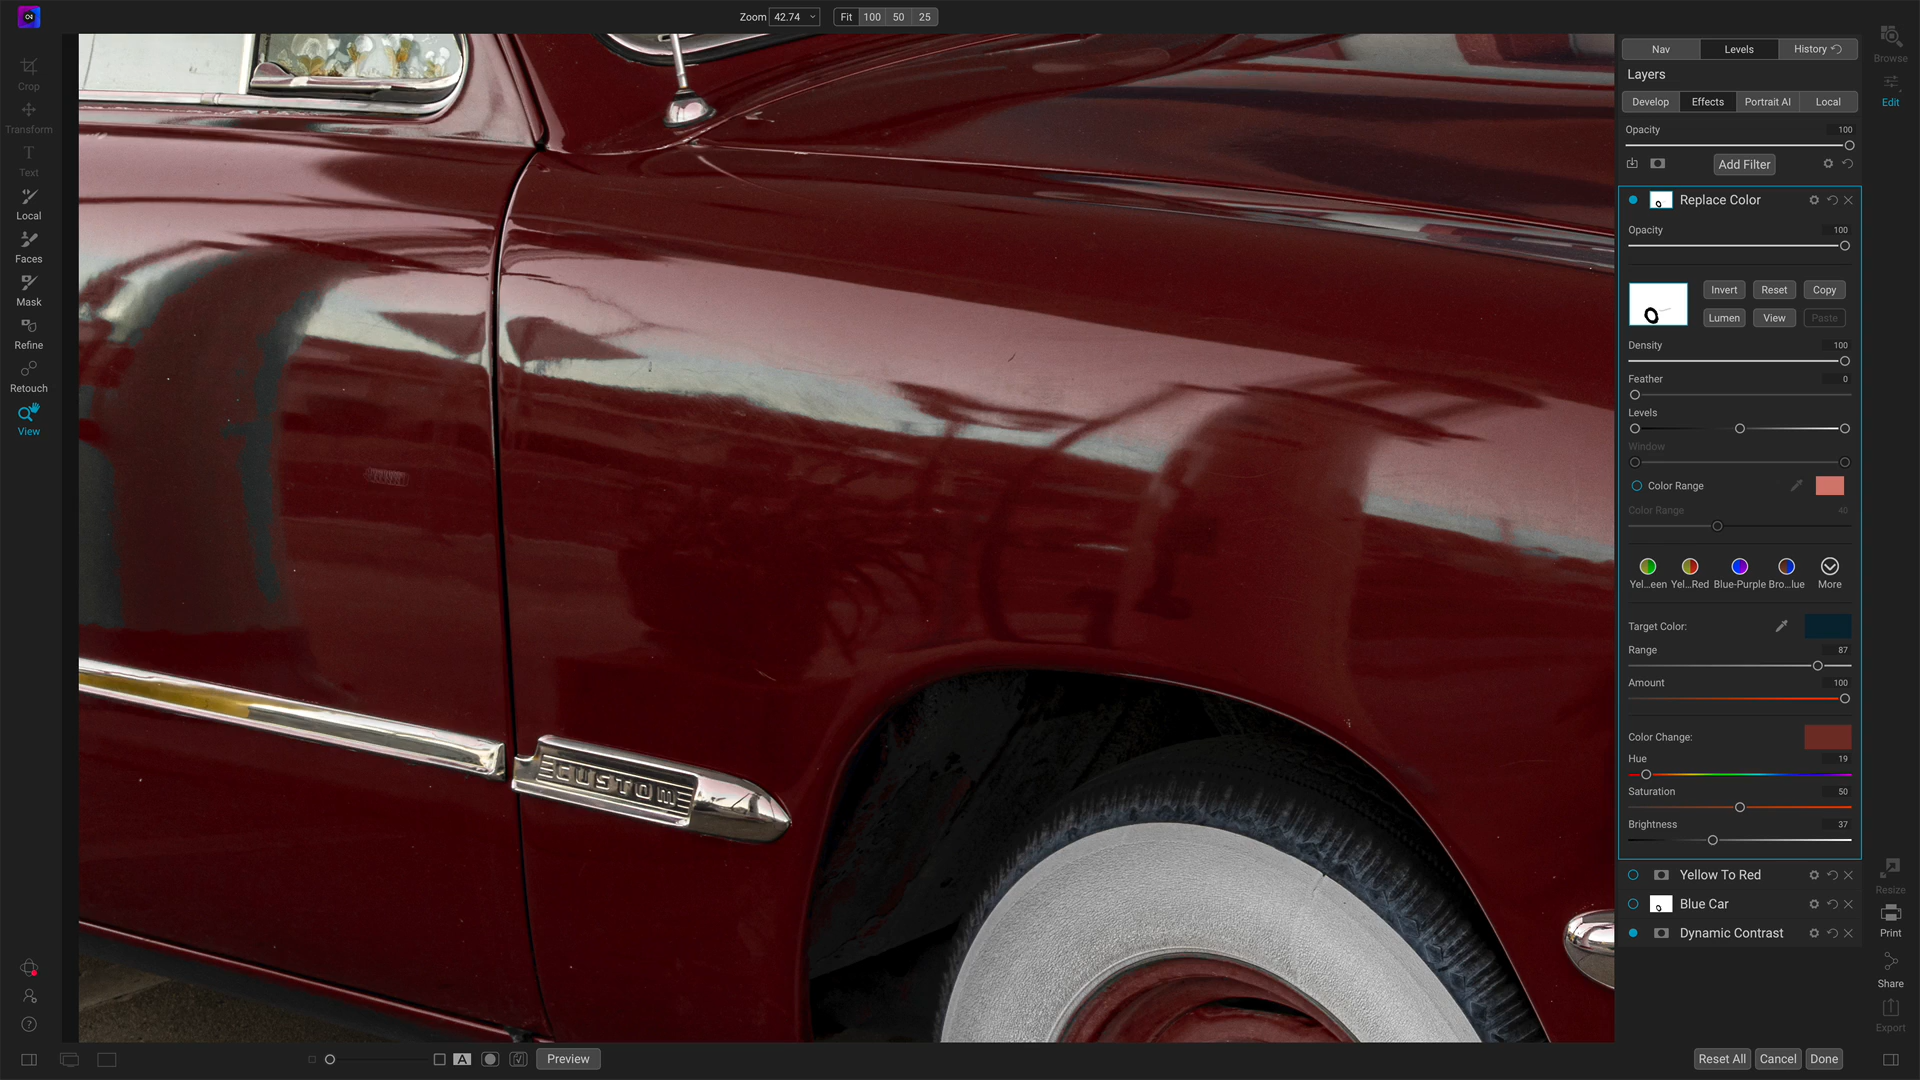 Zoom 42.74 Fit 100 50 25
Crop
Transform
Text
Local
Faces
Mask
Refine
Retouch
View
CUSTOM
Nav Levels History
Layers
Develop Effects Portrait AI Local
Opacity 100
Add Filter
Replace Color
Opacity 100
Invert Reset Copy
Lumen View Paste
Density 100
Feather 0
Levels
Window
Color Range
Color Range 40
Yel...een Yel...Red Blue-Purple Bro...lue More
Target Color:
Range 87
Amount 100
Color Change:
Hue 19
Saturation 50
Brightness 37
Yellow To Red
Blue Car
Dynamic Contrast
Browse
Edit
Resize
Print
Share
Export
A Preview
Reset All Cancel Done